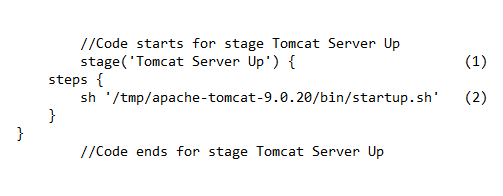 //Code starts for stage Tomcat Server Up
stage('Tomcat Server Up') { (1)
steps {
sh '/tmp/apache-tomcat-9.0.20/bin/startup.sh' (2)
}
}
//Code ends for stage Tomcat Server Up